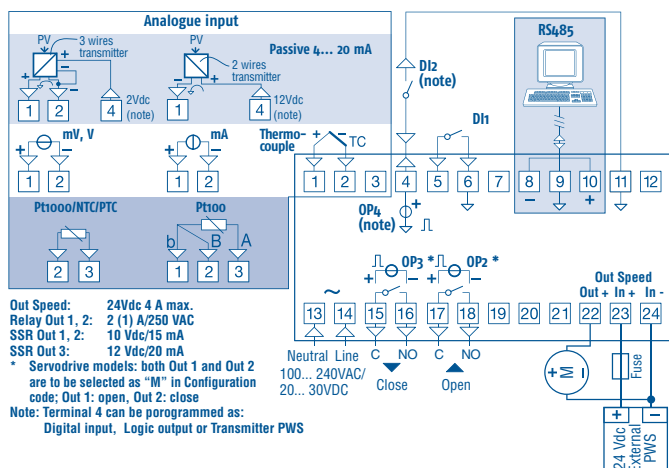 Analogue input
PV
3 wires
transmitter
+
−
1
2
4
2Vdc
(note)
PV
2 wires
transmitter
Passive 4... 20 mA
+
−
1
4
12Vdc
(note)
mV, V
+
−
1 2
mA
+
−
1 2
Thermo-
couple
+ − TC
Pt1000/NTC/PTC
2 3
Pt100
b B A
1 2 3
DI2
(note)
DI1
RS485
1 2 3 4 5 6 7 8 9 10 11 12
− +
OP4
(note)
+
OP3 * OP2 *
+ − + −
Out Speed
Out + In + In -
~
13 14 15 16 17 18 19 20 21 22 23 24
Neutral Line
100... 240VAC/
20... 30VDC
C NO C NO
Close Open
+ M −
Fuse
+ −
24 Vdc
External
PWS
Out Speed: 24Vdc 4 A max.
Relay Out 1, 2: 2 (1) A/250 VAC
SSR Out 1, 2: 10 Vdc/15 mA
SSR Out 3: 12 Vdc/20 mA
* Servodrive models: both Out 1 and Out 2
are to be selected as “M” in Configuration
code; Out 1: open, Out 2: close
Note: Terminal 4 can be porogrammed as:
Digital input, Logic output or Transmitter PWS